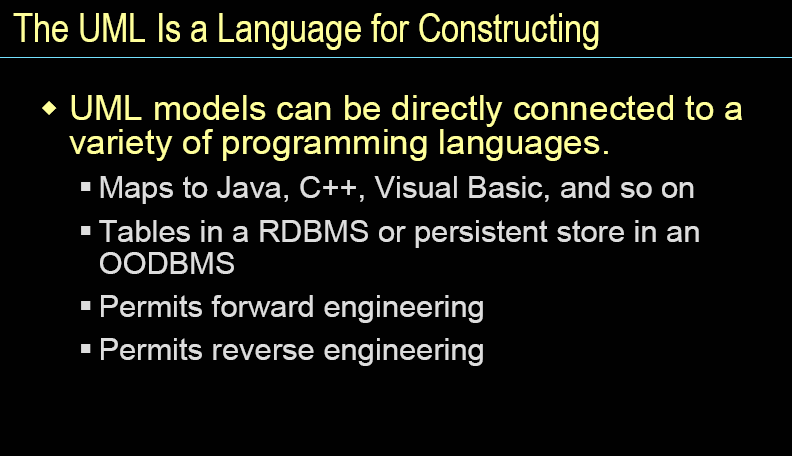 The UML Is a Language for Constructing
◆ UML models can be directly connected to a
variety of programming languages.
▪ Maps to Java, C++, Visual Basic, and so on
▪ Tables in a RDBMS or persistent store in an
OODBMS
▪ Permits forward engineering
▪ Permits reverse engineering